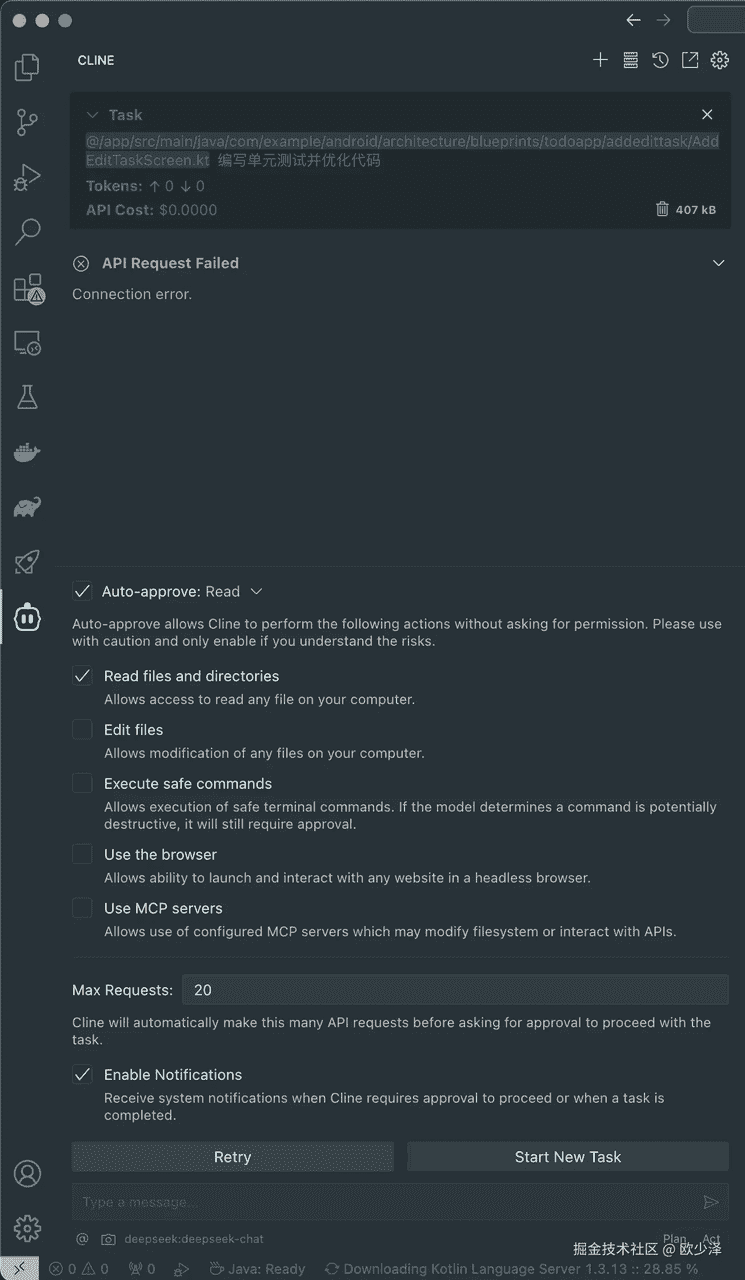 CLINE
Task
@/app/src/main/java/com/example/android/architecture/blueprints/todoapp/addedittask/Add
EditTaskScreen.kt 编写单元测试并优化代码
Tokens: ↑ 0 ↓ 0
API Cost: $0.0000
407 kB
API Request Failed
Connection error.
Auto-approve: Read
Auto-approve allows Cline to perform the following actions without asking for permission. Please use
with caution and only enable if you understand the risks.
Read files and directories
Allows access to read any file on your computer.
Edit files
Allows modification of any files on your computer.
Execute safe commands
Allows execution of safe terminal commands. If the model determines a command is potentially
destructive, it will still require approval.
Use the browser
Allows ability to launch and interact with any website in a headless browser.
Use MCP servers
Allows use of configured MCP servers which may modify filesystem or interact with APIs.
Max Requests: 20
Cline will automatically make this many API requests before asking for approval to proceed with the
task.
Enable Notifications
Receive system notifications when Cline requires approval to proceed or when a task is
completed.
Retry
Start New Task
Type a message...
@ deepseek:deepseek-chat
Plan Act
掘金技术社区 @ 欧少泽
0 0 0 Java: Ready Downloading Kotlin Language Server 1.3.13 :: 28.85 %